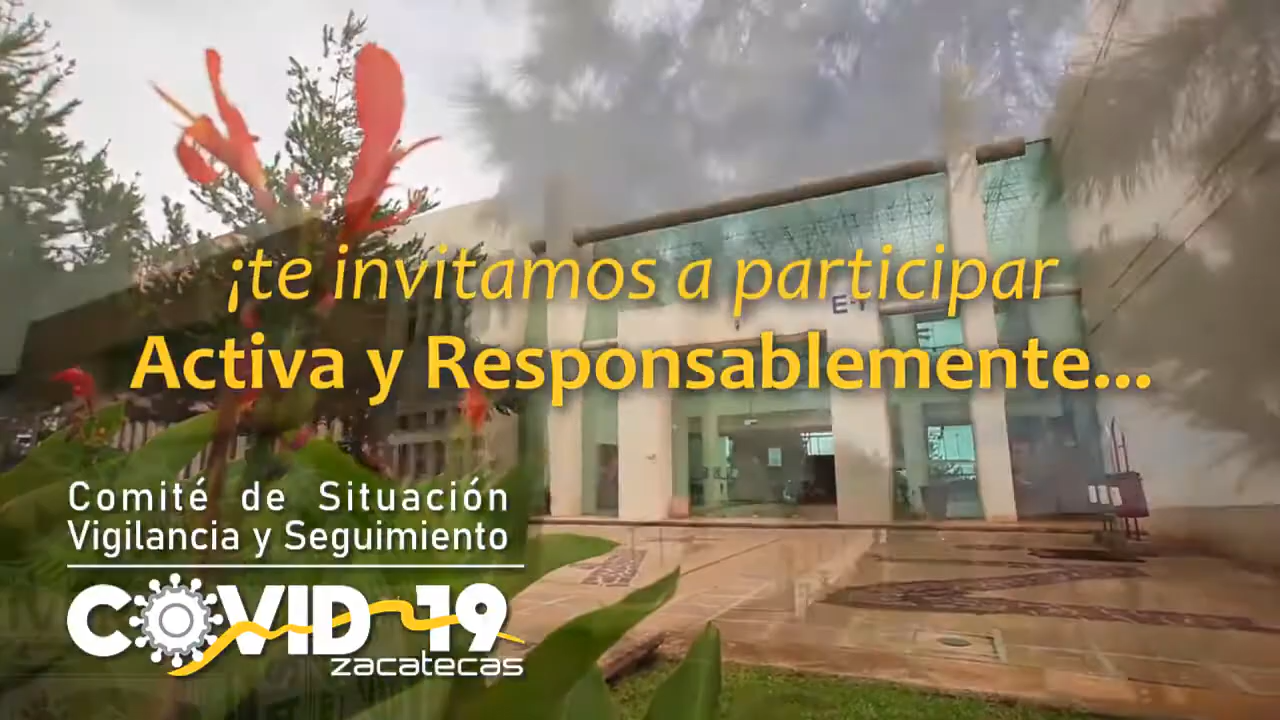 ¡te invitamos a participar
Activa y Responsablemente...
Comité de Situación
Vigilancia y Seguimiento
COVID-19
zacatecas